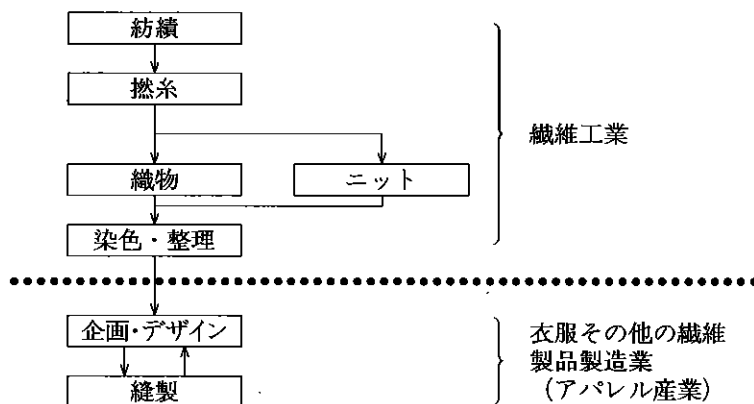 紡績
撚糸
繊維工業
織物
ニット
染色・整理
企画・デザイン
衣服その他の繊維
製品製造業
(アパレル産業)
縫製